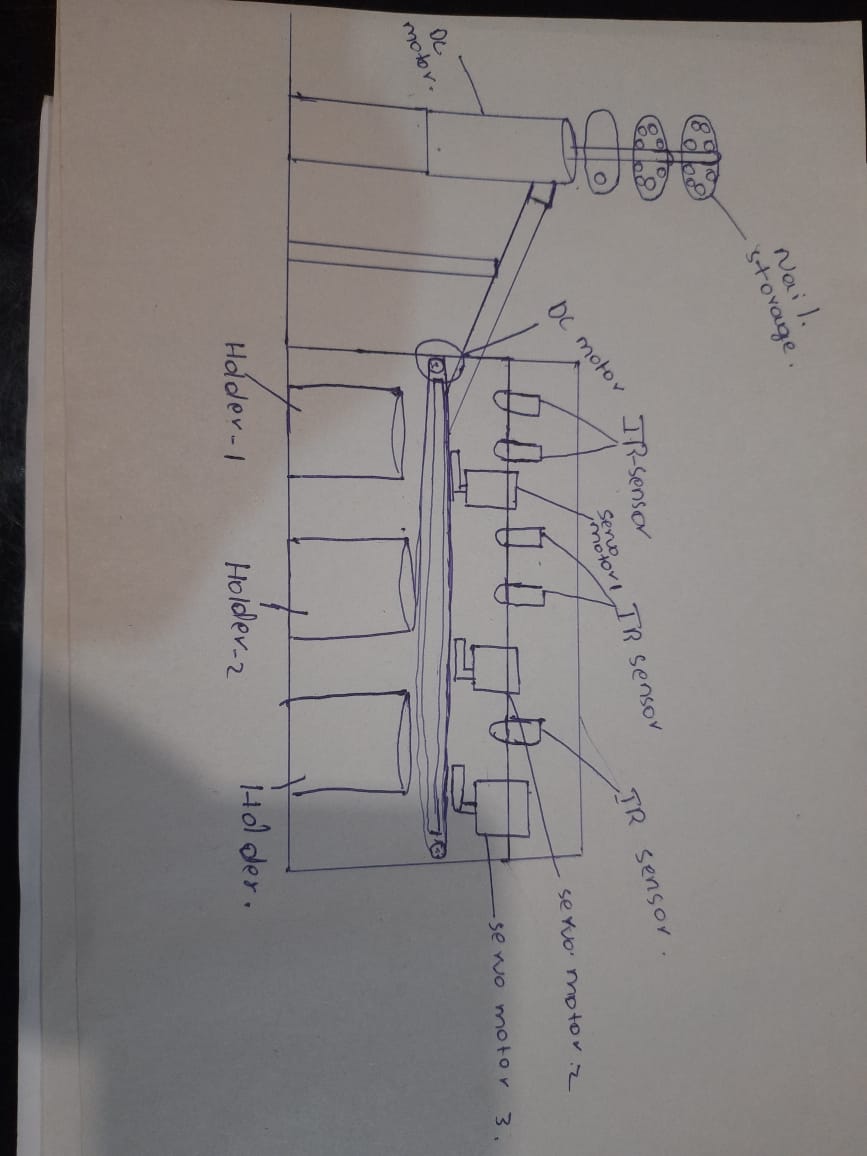 DC
motor.
Nail.
storage.
DC motor
IR-sensor
servo
motor1
IR sensor
IR sensor.
servo motor 2
servo motor 3.
Holder-1
Holder-2
Holder.